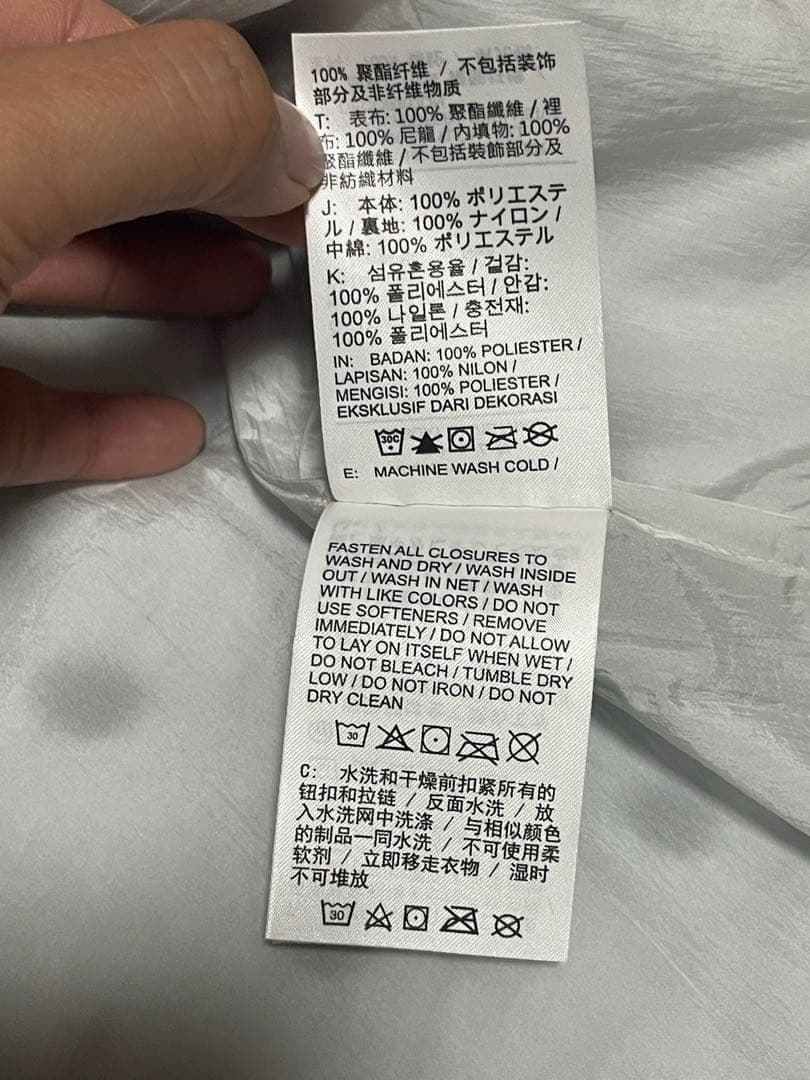 100% 聚酯纤维 / 不包括装饰
部分及非纤维物质
T: 表布: 100% 聚酯纖維 / 裡
布: 100% 尼龍 / 內填物: 100%
聚酯纖維 / 不包括裝飾部分及
非紡織材料
J: 本体: 100% ポリエステ
ル / 裏地: 100% ナイロン /
中綿: 100% ポリエステル
K: 섬유혼용율 / 겉감:
100% 폴리에스터 / 안감:
100% 나일론 / 충전재:
100% 폴리에스터
IN: BADAN: 100% POLIESTER /
LAPISAN: 100% NILON /
MENGISI: 100% POLIESTER /
EKSKLUSIF DARI DEKORASI
30C
E: MACHINE WASH COLD /
FASTEN ALL CLOSURES TO
WASH AND DRY / WASH INSIDE
OUT / WASH IN NET / WASH
WITH LIKE COLORS / DO NOT
USE SOFTENERS / REMOVE
IMMEDIATELY / DO NOT ALLOW
TO LAY ON ITSELF WHEN WET /
DO NOT BLEACH / TUMBLE DRY
LOW / DO NOT IRON / DO NOT
DRY CLEAN
30
C: 水洗和干燥前扣紧所有的
钮扣和拉链 / 反面水洗 / 放
入水洗网中洗涤 / 与相似颜色
的制品一同水洗 / 不可使用柔
软剂 / 立即移走衣物 / 湿时
不可堆放
30